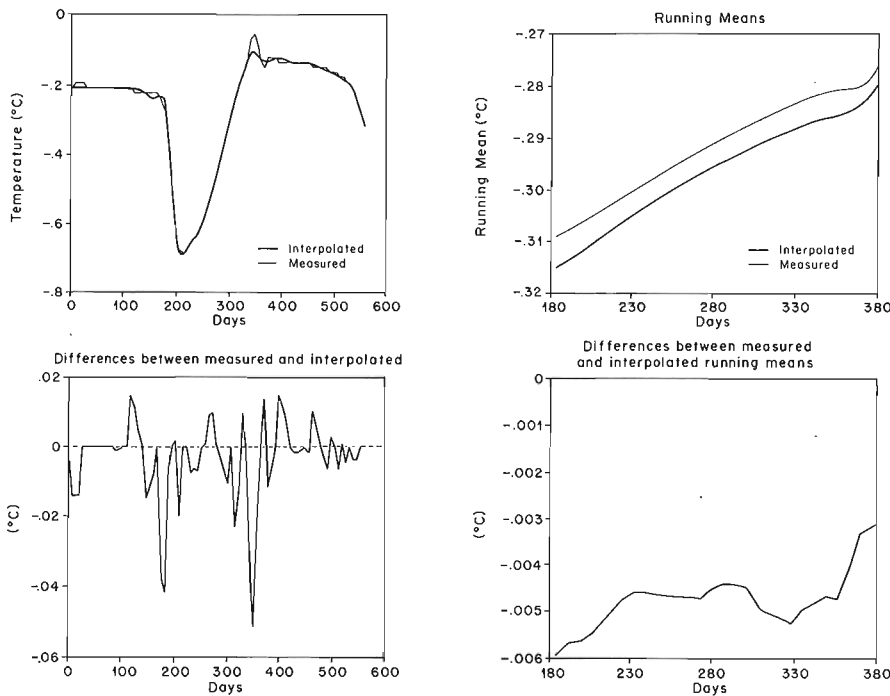 0
-.2
-.4
-.6
-.8
Temperature (°C)
Interpolated
Measured
0 100 200 300 400 500 600
Days
Running Means
-.27
-.28
-.29
-.30
-.31
-.32
Running Mean (°C)
Interpolated
Measured
180 230 280 330 380
Days
Differences between measured and interpolated
.02
0
-.02
-.04
-.06
(°C)
0 100 200 300 400 500 600
Days
Differences between measured
and interpolated running means
0
-.001
-.002
-.003
-.004
-.005
-.006
(°C)
180 230 280 330 380
Days